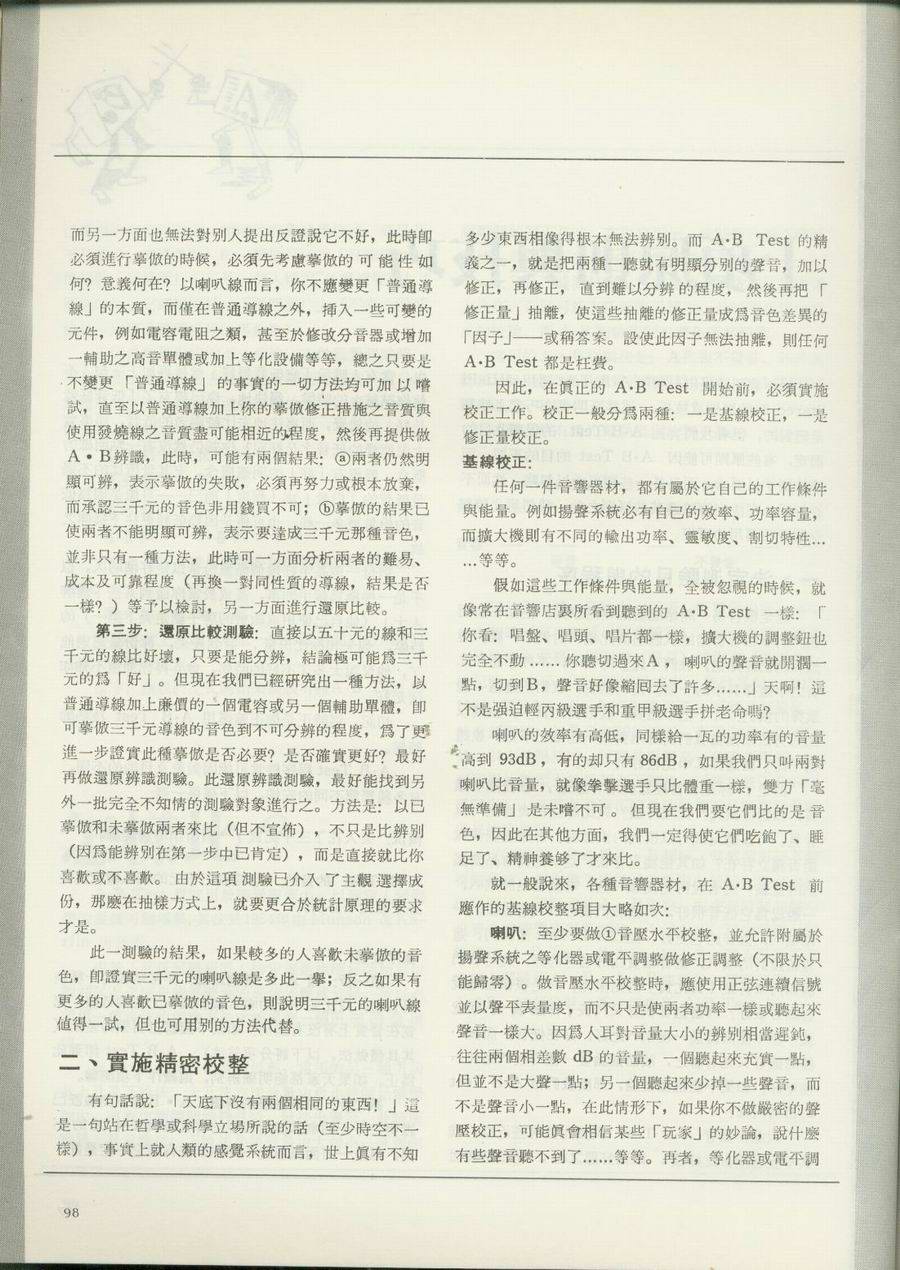 而另一方面也無法對別人提出反證說它不好，此時卽
必須進行摹倣的時候，必須先考慮摹倣的可能性如
何？意義何在？以喇叭線而言，你不應變更「普通導
線」的本質，而僅在普通導線之外，揷入一些可變的
元件，例如電容電阻之類，甚至於修改分音器或增加
一輔助之高音單體或加上等化設備等等，總之只要是
不變更「普通導線」的事實的一切方法均可加以嚐
試，直至以普通導線加上你的摹倣修正措施之音質與
使用發燒線之音質盡可能相近的程度，然後再提供做
A•B辨識，此時，可能有兩個結果：ⓐ兩者仍然明
顯可辨，表示摹倣的失敗，必須再努力或根本放棄，
而承認三千元的音色非用錢買不可；ⓑ摹倣的結果已
使兩者不能明顯可辨，表示要達成三千元那種音色，
並非只有一種方法，此時可一方面分析兩者的難易、
成本及可靠程度（再換一對同性質的導線，結果是否
一樣？）等予以檢討，另一方面進行還原比較。
第三步：還原比較測驗：直接以五十元的線和三
千元的線比好壞，只要是能分辨，結論極可能爲三千
元的爲「好」。但現在我們已經研究出一種方法，以
普通導線加上廉價的一個電容或另一個輔助單體，卽
可摹倣三千元導線的音色到不可分辨的程度，爲了更
進一步證實此種摹倣是否必要？是否確實更好？最好
再做還原辨識測驗。此還原辨識測驗，最好能找到另
外一批完全不知情的測驗對象進行之。方法是：以已
摹倣和未摹倣兩者來比（但不宣佈），不只是比辨別
（因爲能辨別在第一步中已肯定），而是直接就比你
喜歡或不喜歡。由於這項測驗已介入了主觀選擇成
份，那麼在抽樣方式上，就要更合於統計原理的要求
才是。
此一測驗的結果，如果較多的人喜歡未摹倣的音
色，卽證實三千元的喇叭線是多此一擧；反之如果有
更多的人喜歡已摹倣的音色，則說明三千元的喇叭線
値得一試，但也可用別的方法代替。
二、實施精密校整
有句話說：「天底下沒有兩個相同的東西！」這
是一句站在哲學或科學立場所說的話（至少時空不一
樣），事實上就人類的感覺系統而言，世上眞有不知
多少東西相像得根本無法辨別。而 A·B Test 的精
義之一，就是把兩種一聽就有明顯分別的聲音，加以
修正，再修正，直到難以分辨的程度，然後再把「
修正量」抽離，使這些抽離的修正量成爲音色差異的
「因子」——或稱答案。設使此因子無法抽離，則任何
A·B Test 都是枉費。
因此，在眞正的 A·B Test 開始前，必須實施
校正工作。校正一般分爲兩種：一是基線校正，一是
修正量校正。
基線校正：
任何一件音響器材，都有屬於它自己的工作條件
與能量。例如揚聲系統必有自己的效率、功率容量，
而擴大機則有不同的輸出功率、靈敏度、割切特性…
…等等。
假如這些工作條件與能量，全被忽視的時候，就
像常在音響店裏所看到聽到的 A·B Test 一樣：「
你看：唱盤、唱頭、唱片都一樣，擴大機的調整鈕也
完全不動……你聽切過來A，喇叭的聲音就開濶一
點，切到B，聲音好像縮囘去了許多……」天啊！這
不是强迫輕丙級選手和重甲級選手拼老命嗎？
喇叭的效率有高低，同樣給一瓦的功率有的音量
高到 93dB，有的却只有 86dB，如果我們只叫兩對
喇叭比音量，就像拳擊選手只比體重一樣，雙方「毫
無準備」是未嚐不可。但現在我們要它們比的是音
色，因此在其他方面，我們一定得使它們吃飽了、睡
足了、精神養够了才來比。
就一般說來，各種音響器材，在 A·B Test 前
應作的基線校整項目大略如次：
喇叭：至少要做①音壓水平校整，並允許附屬於
揚聲系統之等化器或電平調整做修正調整（不限於只
能歸零）。做音壓水平校整時，應使用正弦連續信號
並以聲平表量度，而不只是使兩者功率一樣或聽起來
聲音一樣大。因爲人耳對音量大小的辨別相當遲鈍，
往往兩個相差數 dB 的音量，一個聽起來充實一點，
但並不是大聲一點；另一個聽起來少掉一些聲音，而
不是聲音小一點，在此情形下，如果你不做嚴密的聲
壓校正，可能眞會相信某些「玩家」的妙論，說什麼
有些聲音聽不到了……等等。再者，等化器或電平調
98